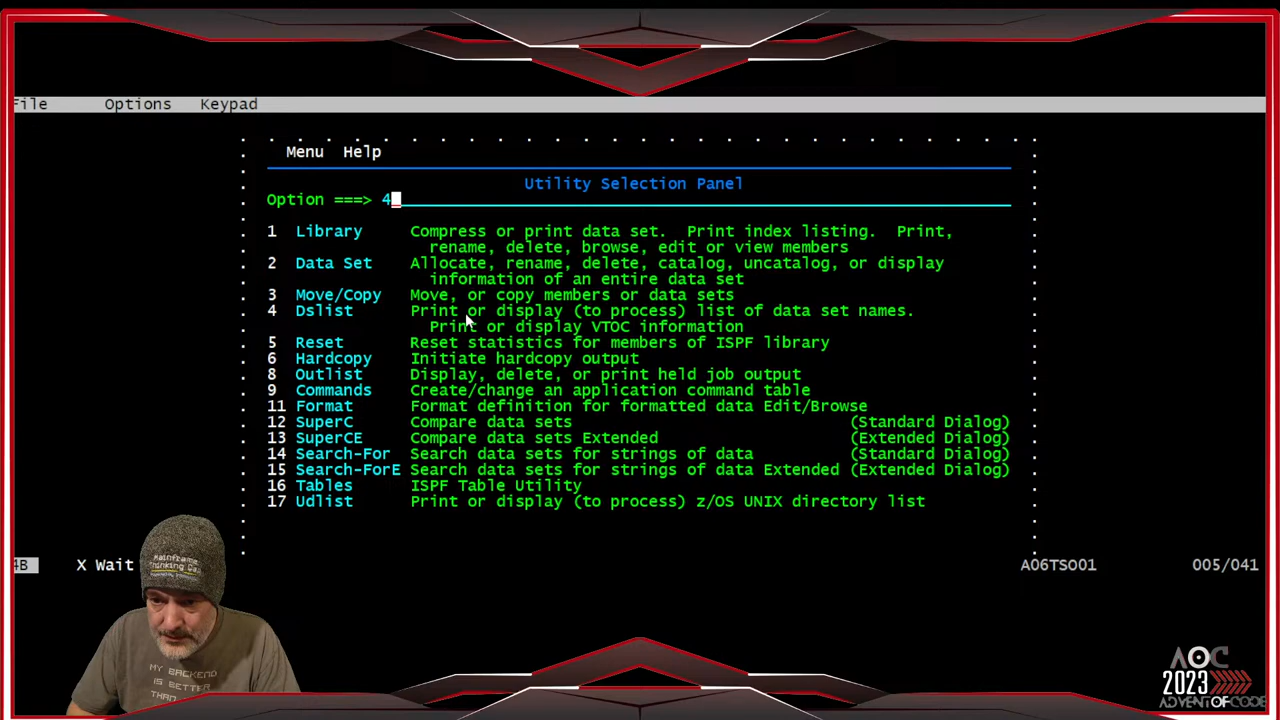 File Options Keypad
Menu Help
Utility Selection Panel
Option ===> 4
1 Library Compress or print data set. Print index listing. Print,
rename, delete, browse, edit or view members
2 Data Set Allocate, rename, delete, catalog, uncatalog, or display
information of an entire data set
3 Move/Copy Move, or copy members or data sets
4 Dslist Print or display (to process) list of data set names.
Print or display VTOC information
5 Reset Reset statistics for members of ISPF library
6 Hardcopy Initiate hardcopy output
8 Outlist Display, delete, or print held job output
9 Commands Create/change an application command table
11 Format Format definition for formatted data Edit/Browse
12 SuperC Compare data sets (Standard Dialog)
13 SuperCE Compare data sets Extended (Extended Dialog)
14 Search-For Search data sets for strings of data (Standard Dialog)
15 Search-ForE Search data sets for strings of data Extended (Extended Dialog)
16 Tables ISPF Table Utility
17 Udlist Print or display (to process) z/OS UNIX directory list
4B X Wait A06TS001 005/041
Mainframe
Thinking Cap
MY BACKEND
IS BETTER
THAN
AOC
2023
ADVENT OF CODE